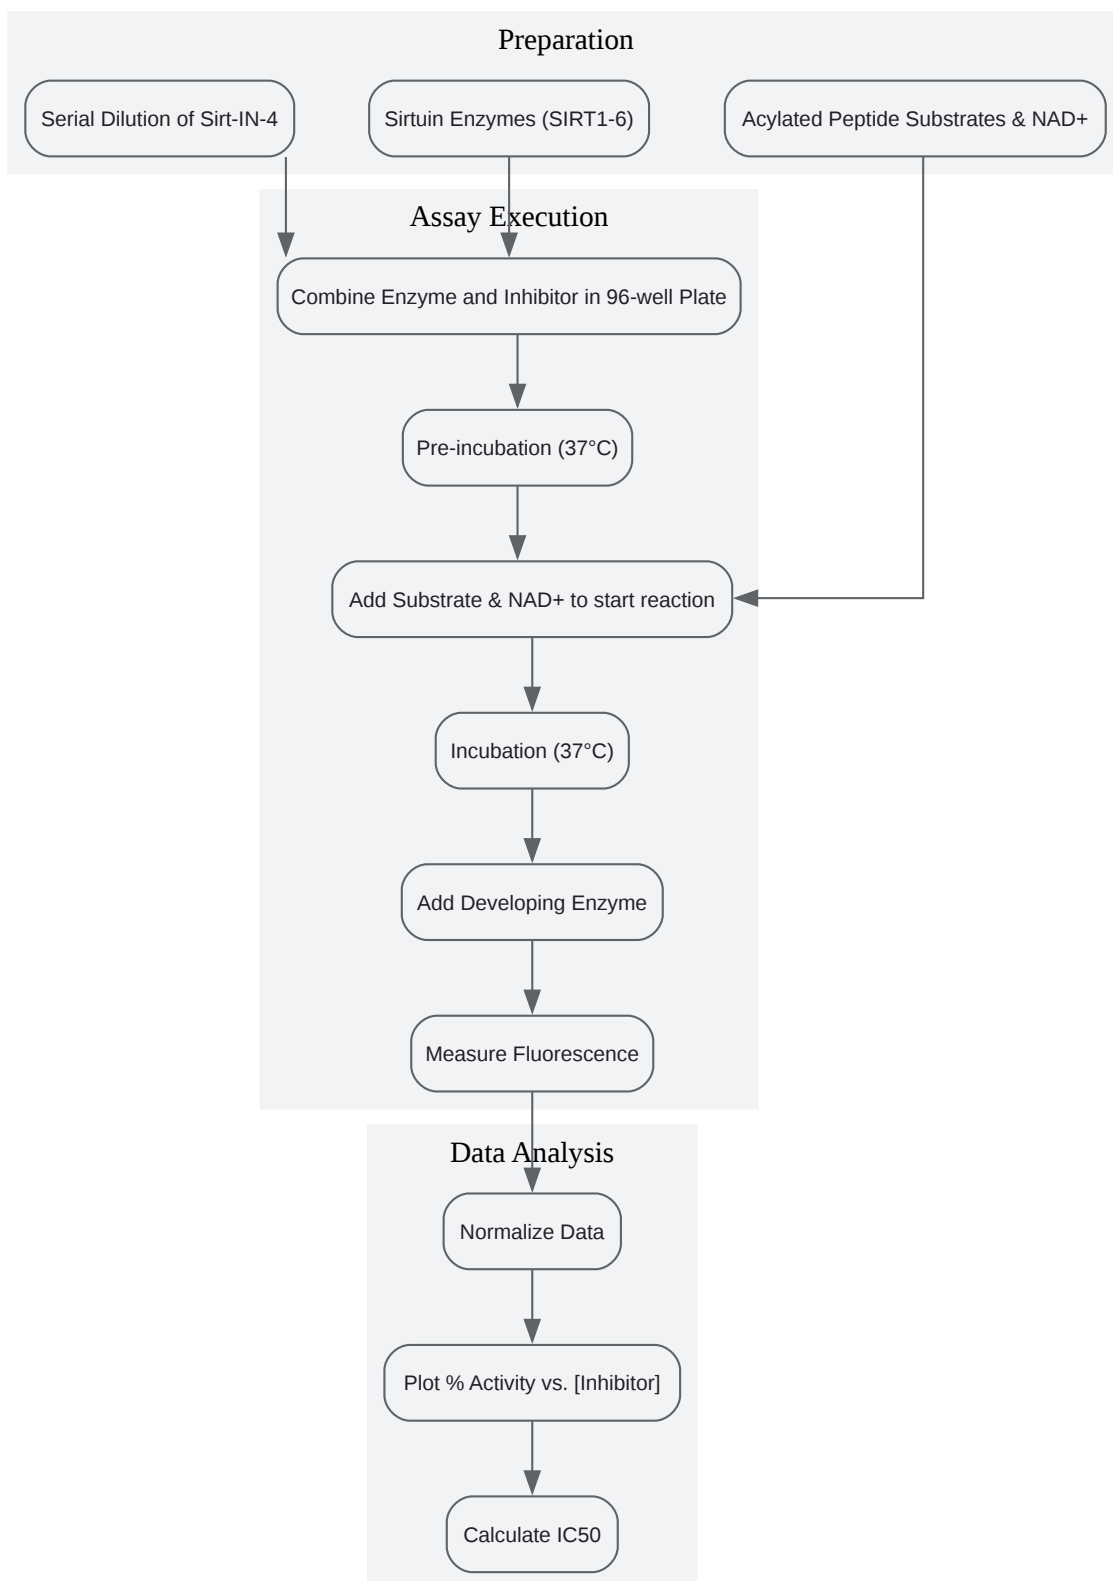 Preparation
Serial Dilution of Sirt-IN-4
Sirtuin Enzymes (SIRT1-6)
Acylated Peptide Substrates & NAD+
Assay Execution
Combine Enzyme and Inhibitor in 96-well Plate
Pre-incubation (37°C)
Add Substrate & NAD+ to start reaction
Incubation (37°C)
Add Developing Enzyme
Measure Fluorescence
Data Analysis
Normalize Data
Plot % Activity vs. [Inhibitor]
Calculate IC50